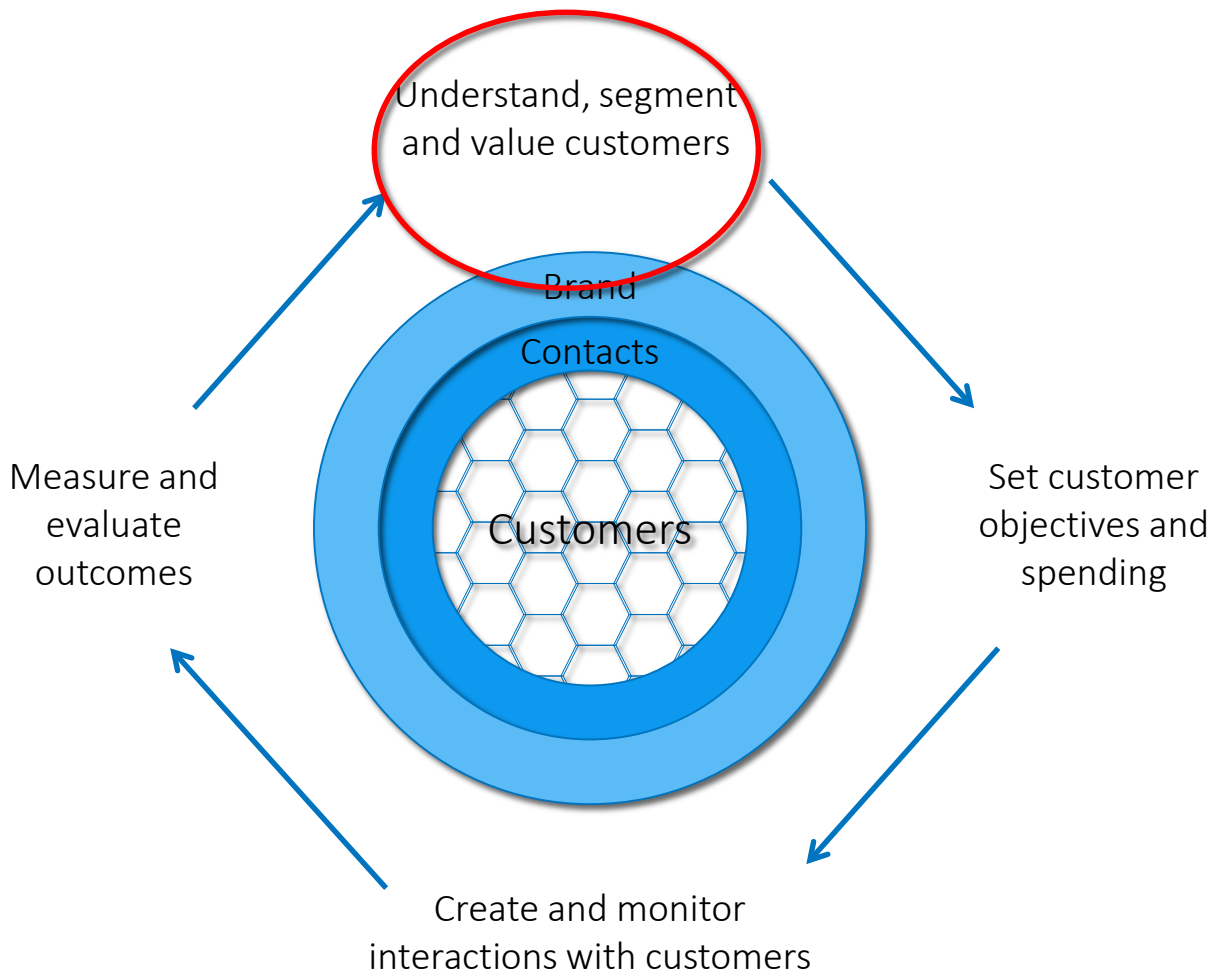 Understand, segment
and value customers
Brand
Contacts
Customers
Measure and
evaluate
outcomes
Set customer
objectives and
spending
Create and monitor
interactions with customers